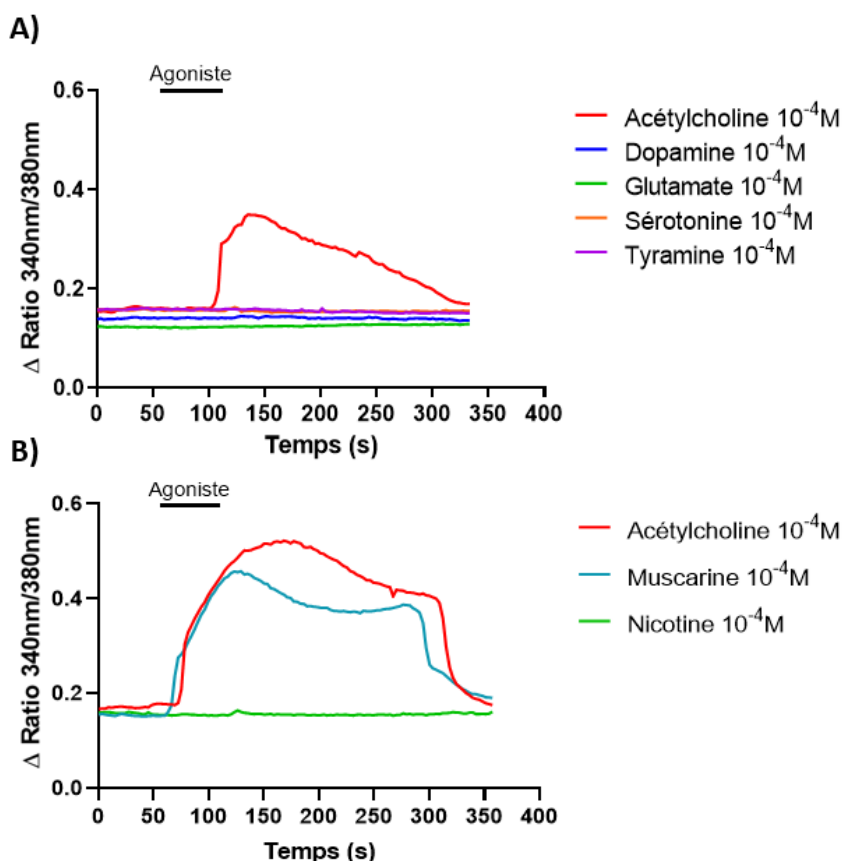 A)
Agoniste
0.6
0.4
0.2
0.0
Δ Ratio 340nm/380nm
0 50 100 150 200 250 300 350 400
Temps (s)
Acétylcholine 10⁻⁴M
Dopamine 10⁻⁴M
Glutamate 10⁻⁴M
Sérotonine 10⁻⁴M
Tyramine 10⁻⁴M
B)
Agoniste
0.6
0.4
0.2
0.0
Δ Ratio 340nm/380nm
0 50 100 150 200 250 300 350 400
Temps (s)
Acétylcholine 10⁻⁴M
Muscarine 10⁻⁴M
Nicotine 10⁻⁴M